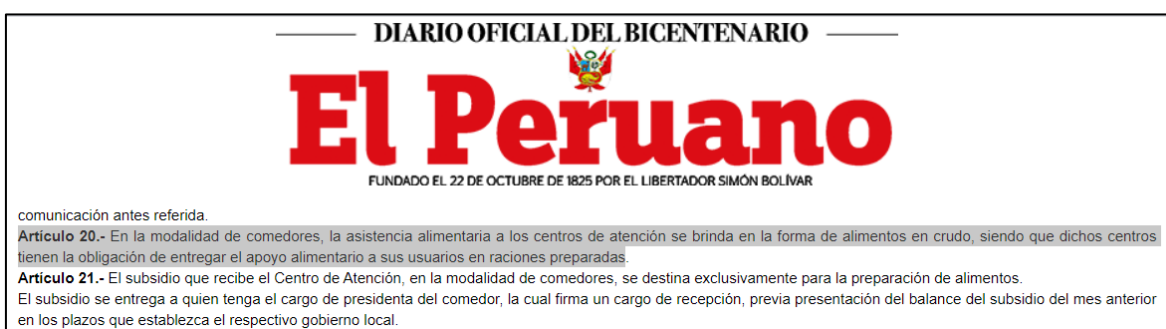 DIARIO OFICIAL DEL BICENTENARIO
El Peruano
FUNDADO EL 22 DE OCTUBRE DE 1825 POR EL LIBERTADOR SIMÓN BOLÍVAR
comunicación antes referida.
Artículo 20.- En la modalidad de comedores, la asistencia alimentaria a los centros de atención se brinda en la forma de alimentos en crudo, siendo que dichos centros
tienen la obligación de entregar el apoyo alimentario a sus usuarios en raciones preparadas.
Artículo 21.- El subsidio que recibe el Centro de Atención, en la modalidad de comedores, se destina exclusivamente para la preparación de alimentos.
El subsidio se entrega a quien tenga el cargo de presidenta del comedor, la cual firma un cargo de recepción, previa presentación del balance del subsidio del mes anterior
en los plazos que establezca el respectivo gobierno local.